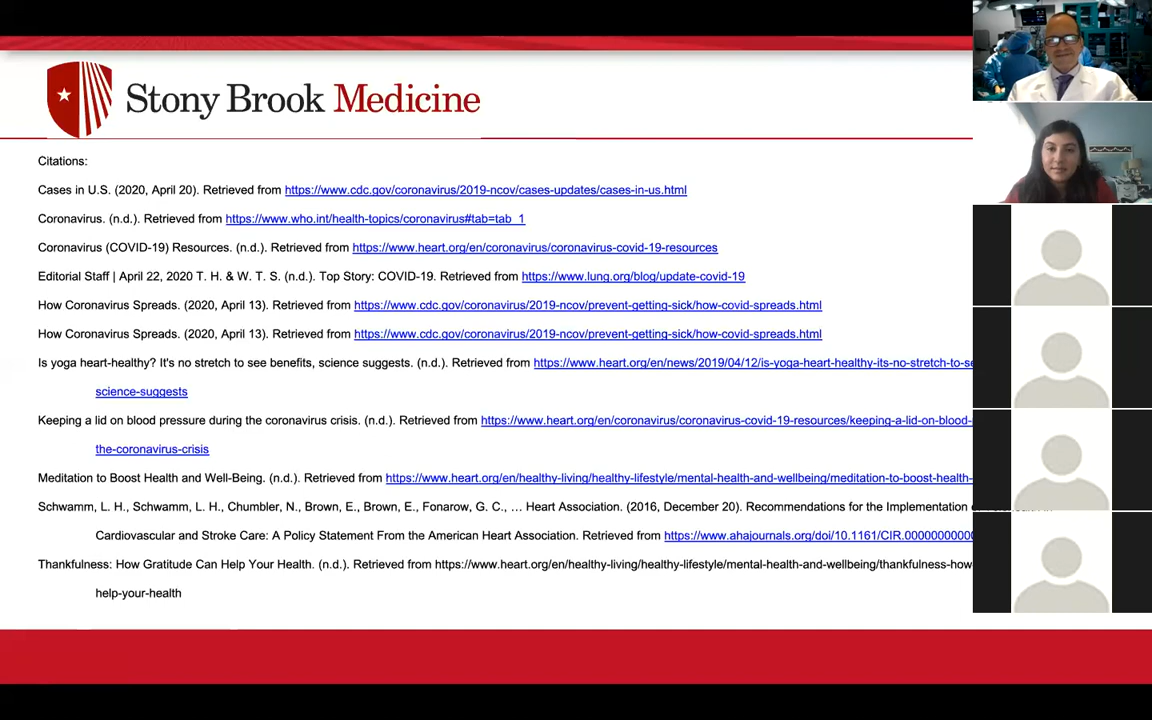 Stony Brook Medicine
Citations:
Cases in U.S. (2020, April 20). Retrieved from https://www.cdc.gov/coronavirus/2019-ncov/cases-updates/cases-in-us.html
Coronavirus. (n.d.). Retrieved from https://www.who.int/health-topics/coronavirus#tab=tab_1
Coronavirus (COVID-19) Resources. (n.d.). Retrieved from https://www.heart.org/en/coronavirus/coronavirus-covid-19-resources
Editorial Staff | April 22, 2020 T. H. & W. T. S. (n.d.). Top Story: COVID-19. Retrieved from https://www.lung.org/blog/update-covid-19
How Coronavirus Spreads. (2020, April 13). Retrieved from https://www.cdc.gov/coronavirus/2019-ncov/prevent-getting-sick/how-covid-spreads.html
How Coronavirus Spreads. (2020, April 13). Retrieved from https://www.cdc.gov/coronavirus/2019-ncov/prevent-getting-sick/how-covid-spreads.html
Is yoga heart-healthy? It's no stretch to see benefits, science suggests. (n.d.). Retrieved from https://www.heart.org/en/news/2019/04/12/is-yoga-heart-healthy-its-no-stretch-to-se
science-suggests
Keeping a lid on blood pressure during the coronavirus crisis. (n.d.). Retrieved from https://www.heart.org/en/coronavirus/coronavirus-covid-19-resources/keeping-a-lid-on-blood-
the-coronavirus-crisis
Meditation to Boost Health and Well-Being. (n.d.). Retrieved from https://www.heart.org/en/healthy-living/healthy-lifestyle/mental-health-and-wellbeing/meditation-to-boost-health-
Schwamm, L. H., Schwamm, L. H., Chumbler, N., Brown, E., Brown, E., Fonarow, G. C., … Heart Association. (2016, December 20). Recommendations for the Implementation
Cardiovascular and Stroke Care: A Policy Statement From the American Heart Association. Retrieved from https://www.ahajournals.org/doi/10.1161/CIR.0000000000
Thankfulness: How Gratitude Can Help Your Health. (n.d.). Retrieved from https://www.heart.org/en/healthy-living/healthy-lifestyle/mental-health-and-wellbeing/thankfulness-how
help-your-health